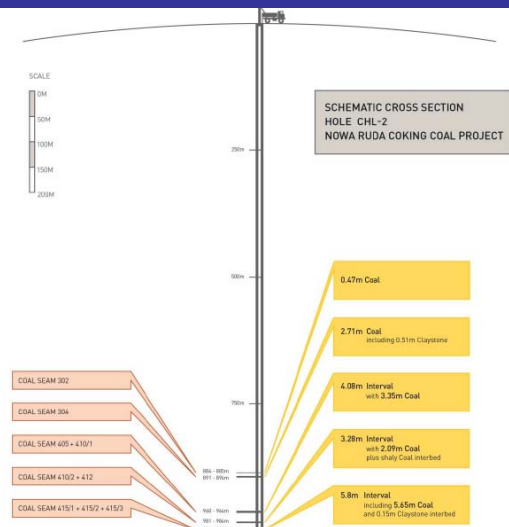 SCALE
0M
50M
100M
150M
200M
SCHEMATIC CROSS SECTION
HOLE CHL-2
NOWA RUDA COKING COAL PROJECT
250m
500m
750m
0.47m Coal
2.71m Coal
including 0.51m Claystone
4.08m Interval
with 3.35m Coal
3.28m Interval
with 2.09m Coal
plus shaly Coal interbed
5.8m Interval
including 5.65m Coal
and 0.15m Claystone interbed
COAL SEAM 302
COAL SEAM 304
COAL SEAM 405 + 410/1
COAL SEAM 410/2 + 412
COAL SEAM 415/1 + 415/2 + 415/3